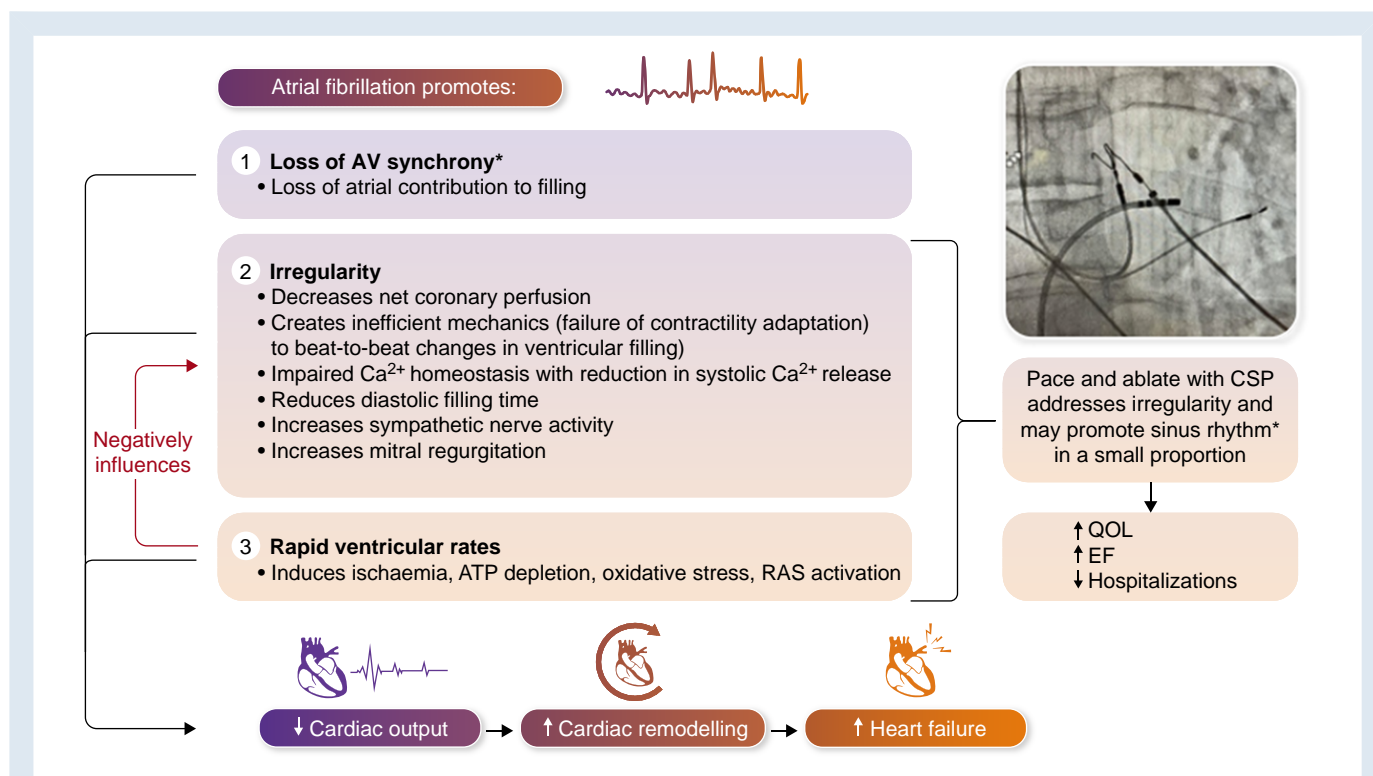 Atrial fibrillation promotes:
1 Loss of AV synchrony*
• Loss of atrial contribution to filling
2 Irregularity
• Decreases net coronary perfusion
• Creates inefficient mechanics (failure of contractility adaptation)
to beat-to-beat changes in ventricular filling)
• Impaired Ca²⁺ homeostasis with reduction in systolic Ca²⁺ release
• Reduces diastolic filling time
• Increases sympathetic nerve activity
• Increases mitral regurgitation
Negatively
influences
3 Rapid ventricular rates
• Induces ischaemia, ATP depletion, oxidative stress, RAS activation
Pace and ablate with CSP
addresses irregularity and
may promote sinus rhythm*
in a small proportion
↑ QOL
↑ EF
↓ Hospitalizations
↓ Cardiac output
↑ Cardiac remodelling
↑ Heart failure